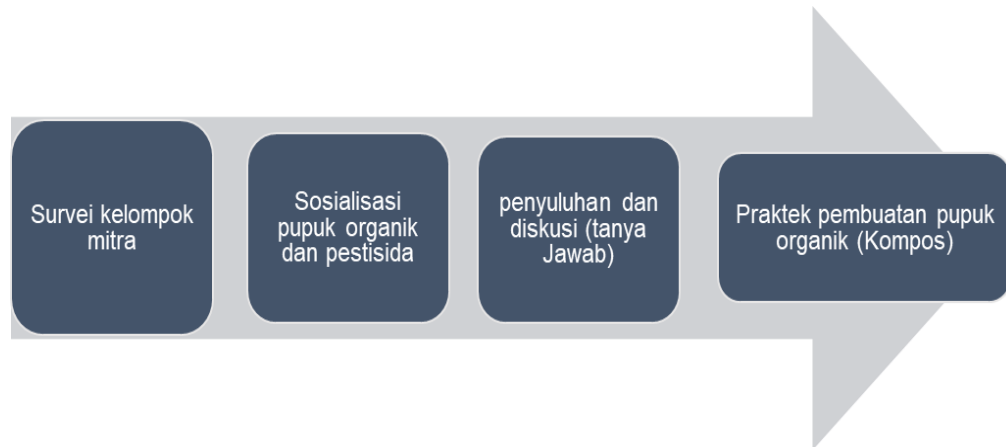 Survei kelompok
mitra
Sosialisasi
pupuk organik
dan pestisida
penyuluhan dan
diskusi (tanya
Jawab)
Praktek pembuatan pupuk
organik (Kompos)